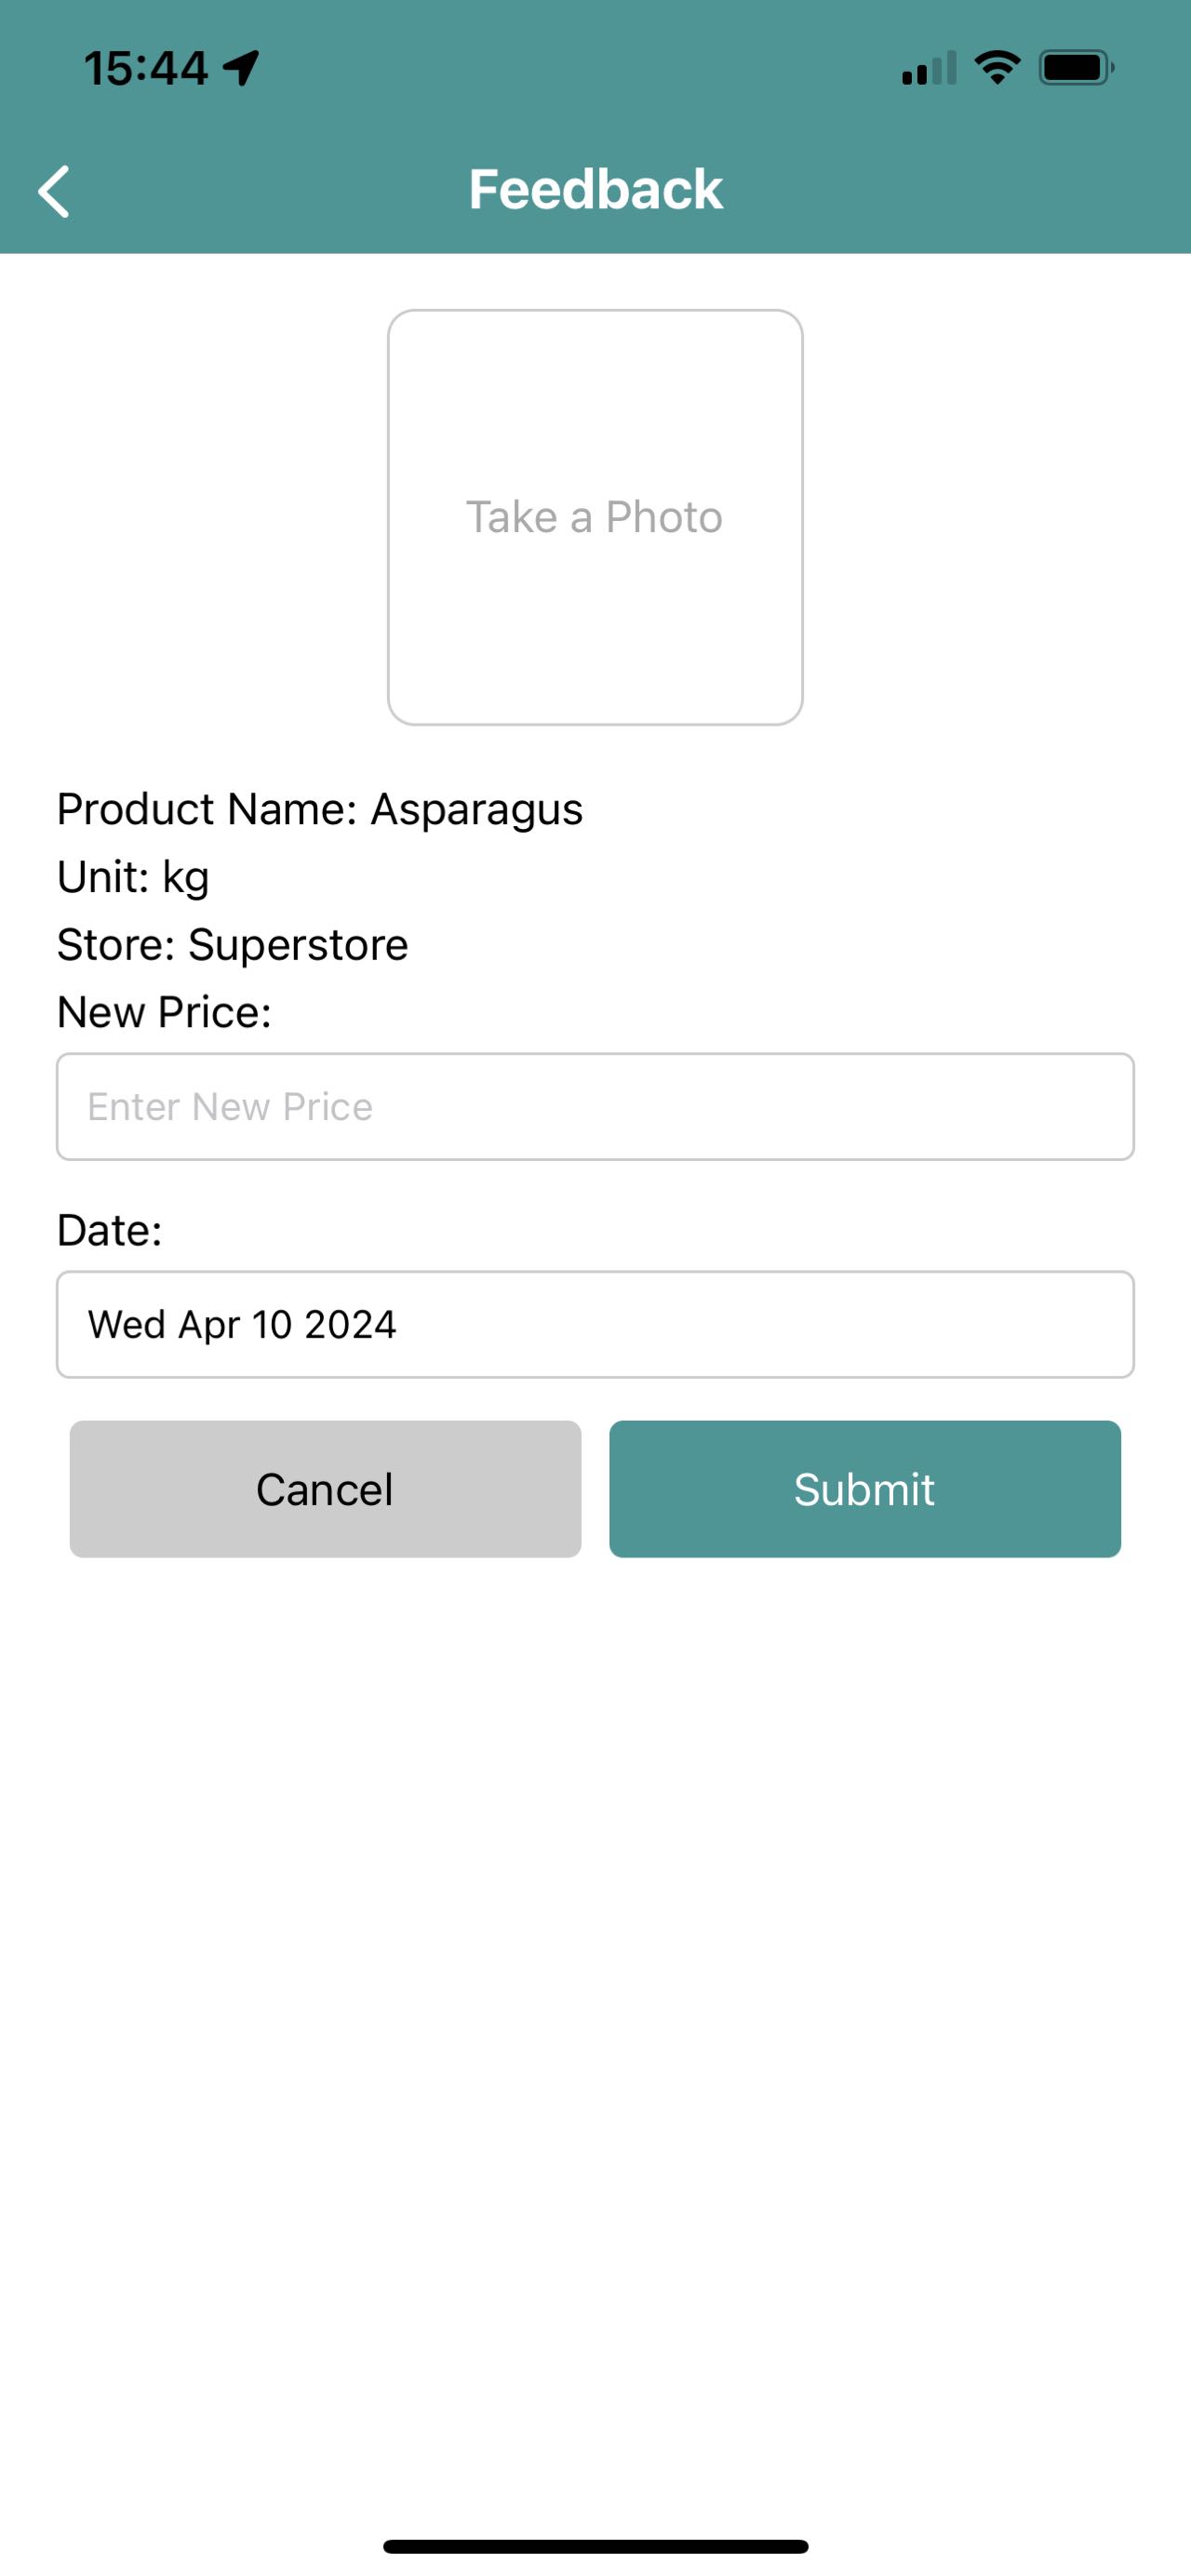 15:44
Feedback
Take a Photo
Product Name: Asparagus
Unit: kg
Store: Superstore
New Price:
Enter New Price
Date:
Wed Apr 10 2024
Cancel
Submit